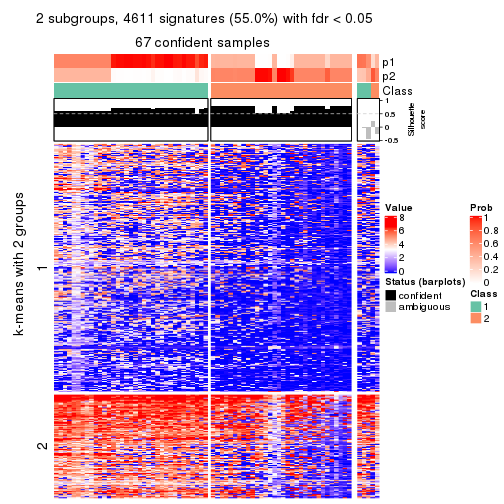 2 subgroups, 4611 signatures (55.0%) with fdr < 0.05
67 confident samples
p1
p2
Class
1
0.5
0
-0.5
Silhouette
score
k-means with 2 groups
1
2
Value
8
6
4
2
0
Status (barplots)
confident
ambiguous
Prob
1
0.8
0.6
0.4
0.2
0
Class
1
2